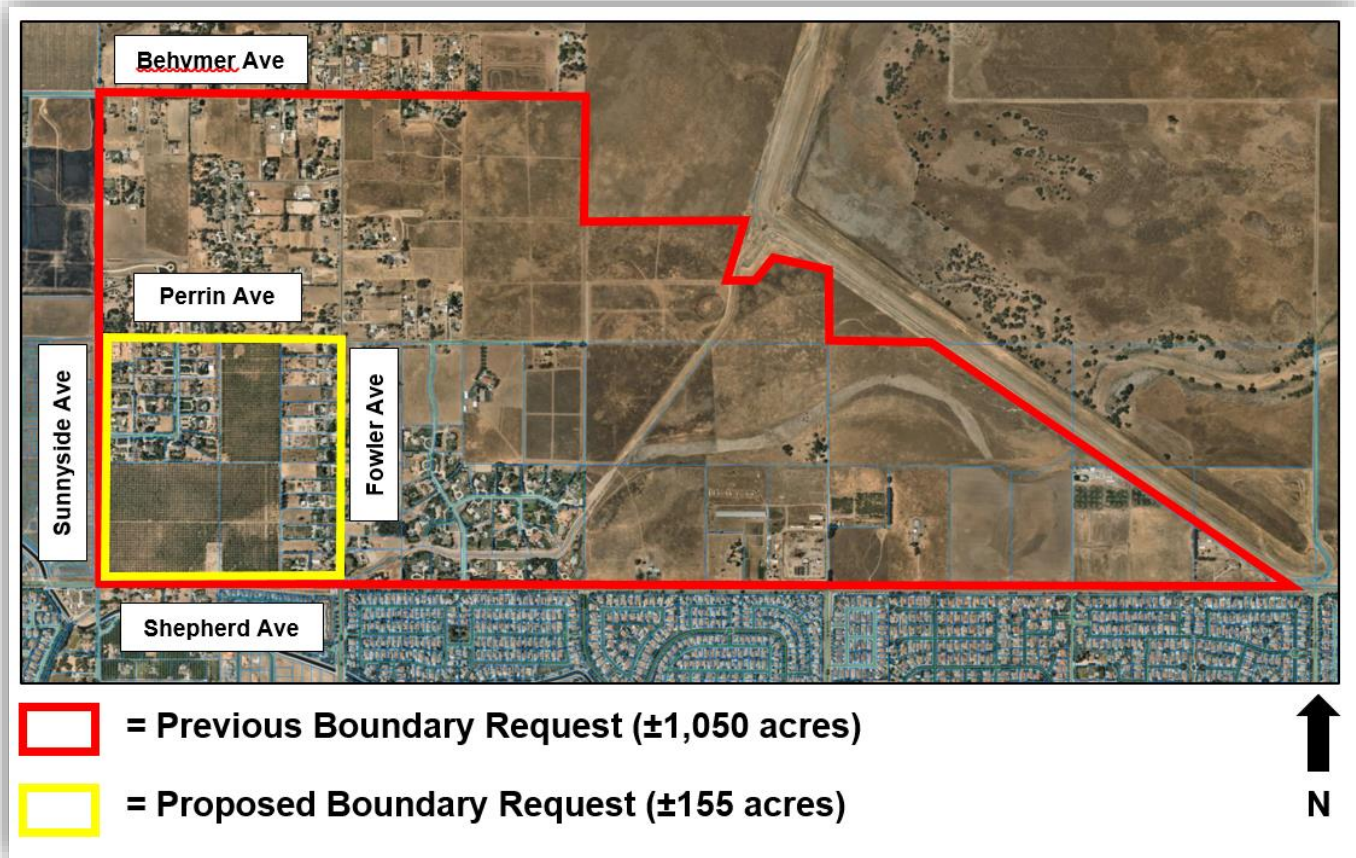 Behymer Ave
Perrin Ave
Sunnyside Ave
Fowler Ave
Shepherd Ave
= Previous Boundary Request (±1,050 acres)
= Proposed Boundary Request (±155 acres)
N